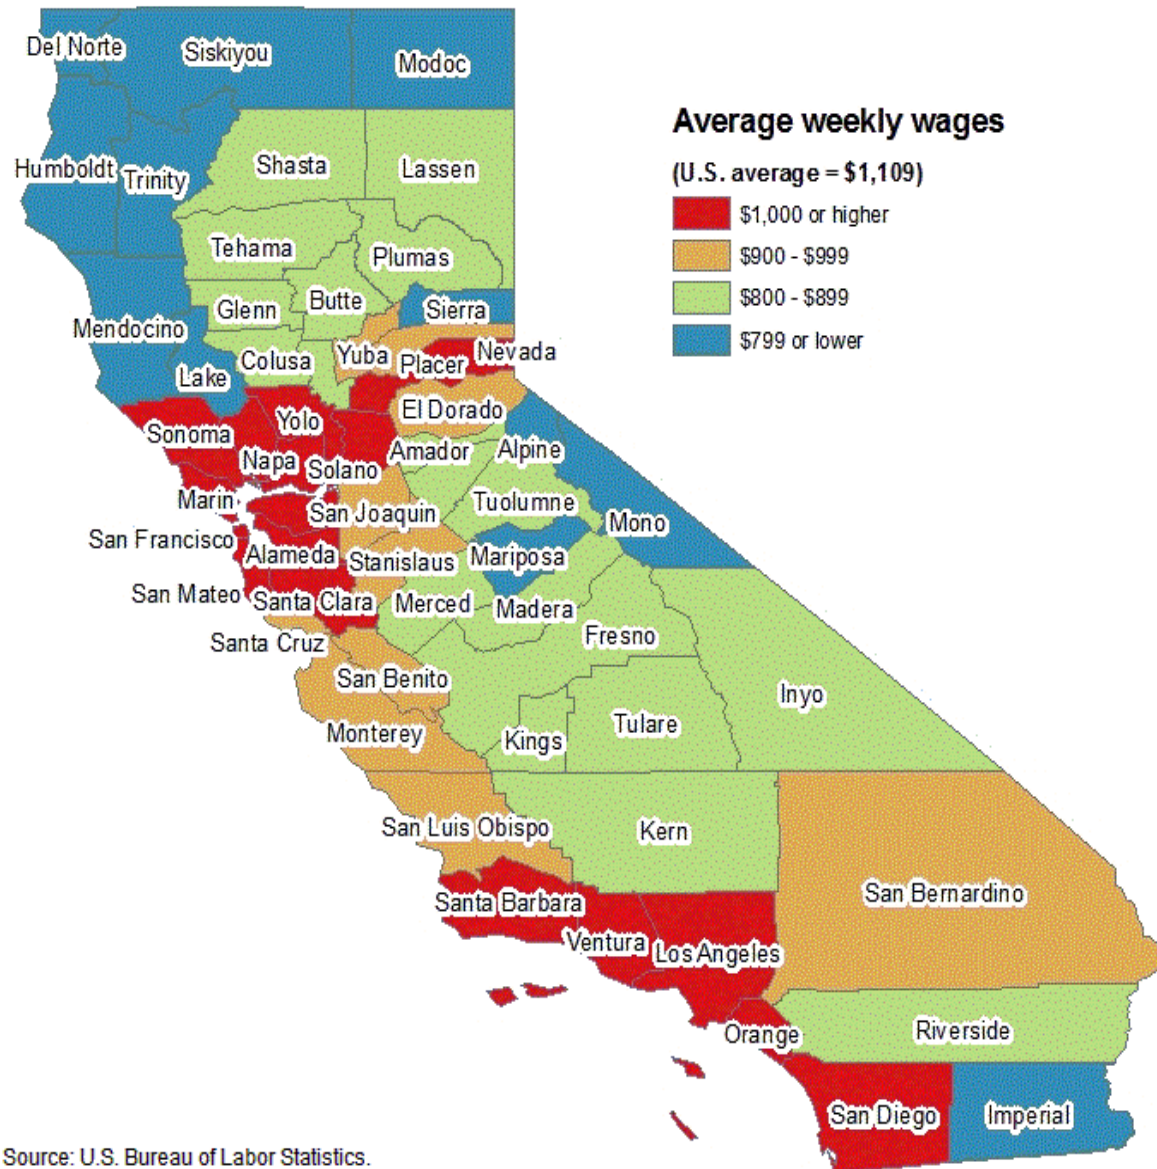 Del Norte
Siskiyou
Modoc
Average weekly wages
(U.S. average = $1,109)
$1,000 or higher
$900 - $999
$800 - $899
$799 or lower
Humboldt
Trinity
Shasta
Lassen
Tehama
Plumas
Glenn
Butte
Sierra
Mendocino
Lake
Colusa
Yuba
Placer
Nevada
Sonoma
Yolo
El Dorado
Napa
Solano
Amador
Alpine
Marin
San Joaquin
Tuolumne
Mono
San Francisco
Alameda
Stanislaus
Mariposa
San Mateo
Santa Clara
Merced
Madera
Santa Cruz
Fresno
San Benito
Inyo
Monterey
Kings
Tulare
San Luis Obispo
Kern
San Bernardino
Santa Barbara
Ventura
Los Angeles
Orange
Riverside
San Diego
Imperial
Source: U.S. Bureau of Labor Statistics.